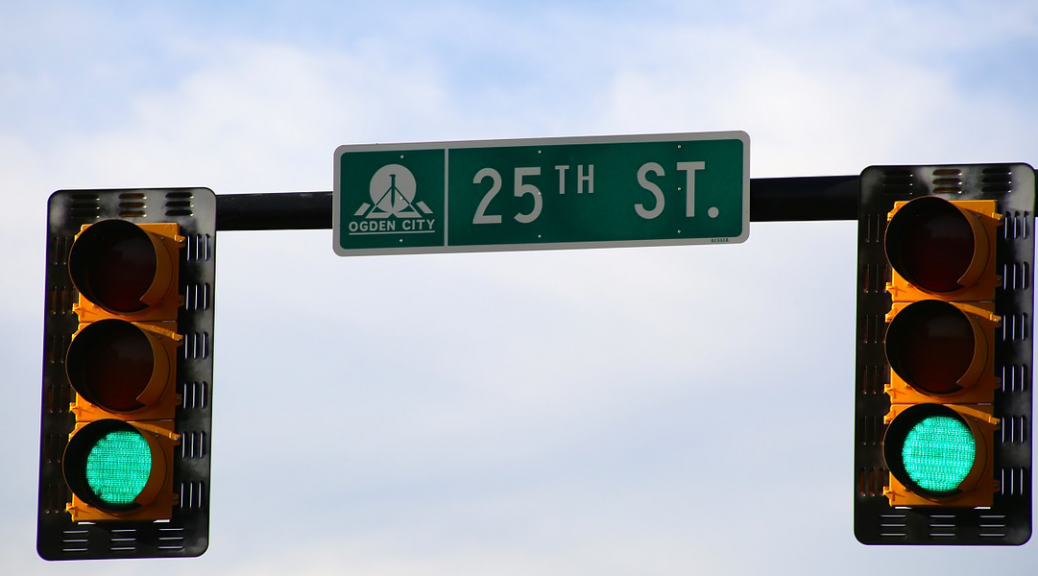 OGDEN CITY
25TH ST.